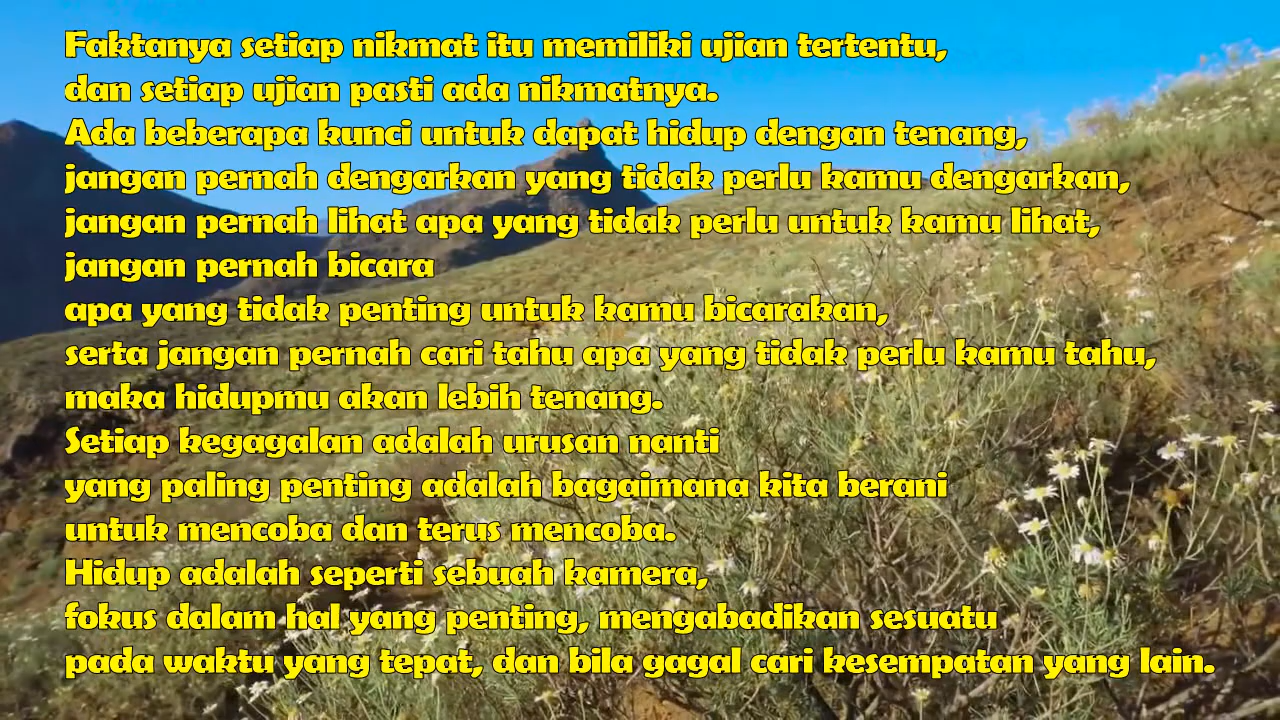 Faktanya setiap nikmat itu memiliki ujian tertentu,
dan setiap ujian pasti ada nikmatnya.
Ada beberapa kunci untuk dapat hidup dengan tenang,
jangan pernah dengarkan yang tidak perlu kamu dengarkan,
jangan pernah lihat apa yang tidak perlu untuk kamu lihat,
jangan pernah bicara
apa yang tidak penting untuk kamu bicarakan,
serta jangan pernah cari tahu apa yang tidak perlu kamu tahu,
maka hidupmu akan lebih tenang.
Setiap kegagalan adalah urusan nanti
yang paling penting adalah bagaimana kita berani
untuk mencoba dan terus mencoba.
Hidup adalah seperti sebuah kamera,
fokus dalam hal yang penting, mengabadikan sesuatu
pada waktu yang tepat, dan bila gagal cari kesempatan yang lain.